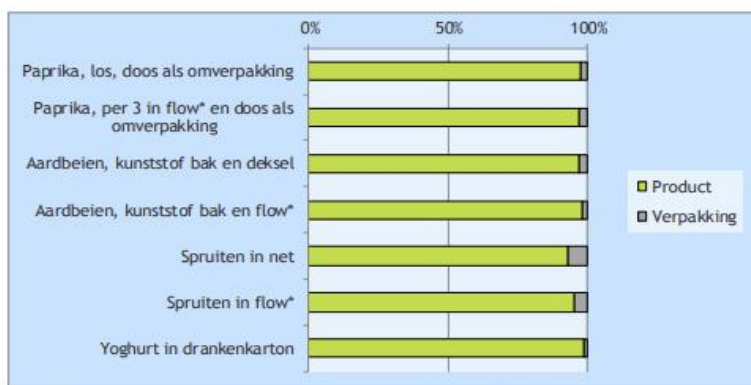 0% 50% 100%
Paprika, los, doos als omverpakking
Paprika, per 3 in flow* en doos als
omverpakking
Aardbeien, kunststof bak en deksel
Aardbeien, kunststof bak en flow*
Spruiten in net
Spruiten in flow*
Yoghurt in drankenkarton
Product
Verpakking